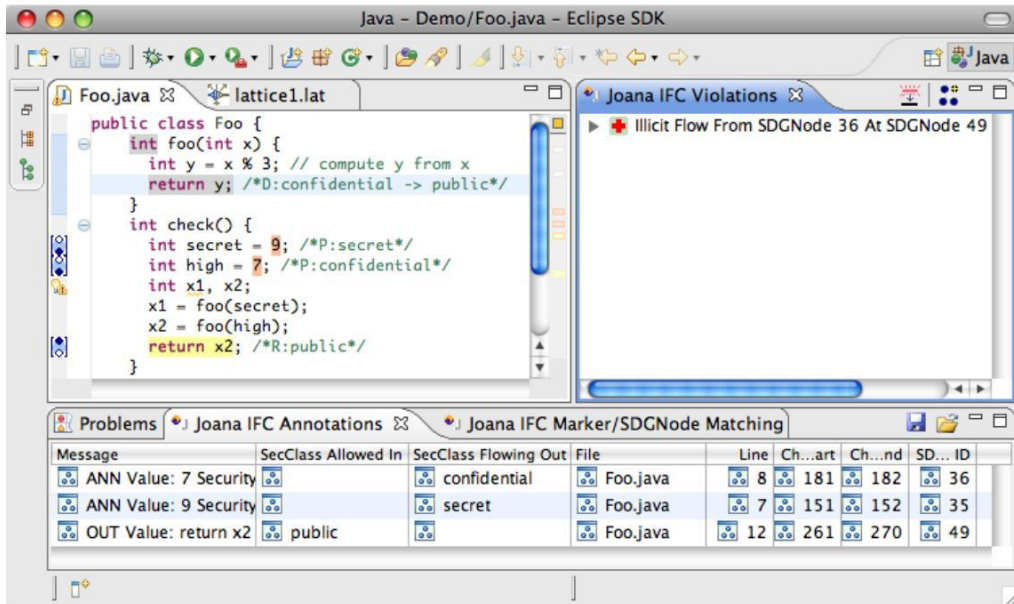 Java - Demo/Foo.java - Eclipse SDK
Java
Foo.java
lattice1.lat
public class Foo {
int foo(int x) {
int y = x % 3; // compute y from x
return y; /*D:confidential -> public*/
}
int check() {
int secret = 9; /*P:secret*/
int high = 7; /*P:confidential*/
int x1, x2;
x1 = foo(secret);
x2 = foo(high);
return x2; /*R:public*/
}
Joana IFC Violations
Illicit Flow From SDGNode 36 At SDGNode 49
Problems Joana IFC Annotations Joana IFC Marker/SDGNode Matching
Message SecClass Allowed In SecClass Flowing Out File Line Ch...art Ch...nd SD... ID
ANN Value: 7 Security confidential Foo.java 8 181 182 36
ANN Value: 9 Security secret Foo.java 7 151 152 35
OUT Value: return x2 public Foo.java 12 261 270 49